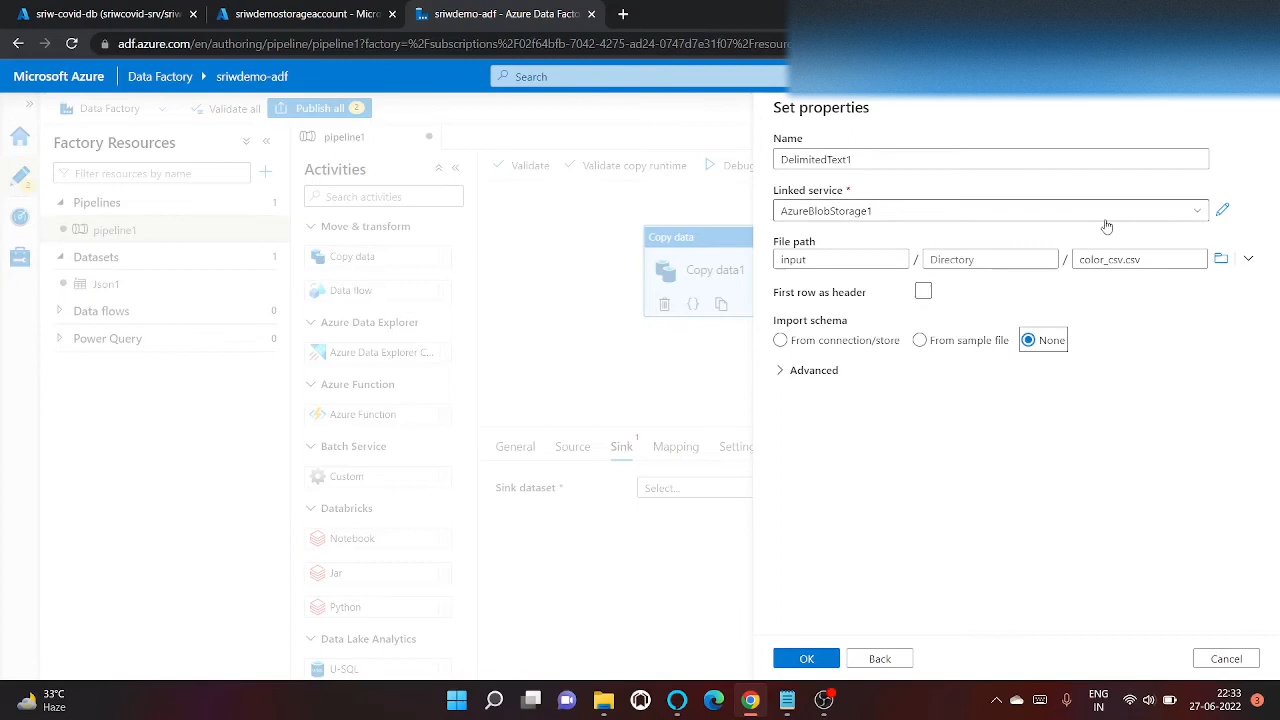 sriw-covid-db (sriwcovid-srv/sriw
sriwdemostorageaccount - Micro
sriwdemo-adf - Azure Data Facto
adf.azure.com/en/authoring/pipeline/pipeline1?factory=%2Fsubscriptions%2F2f64bfb-7042-4275-ad24-0747d7e31f07%2Fresou
Microsoft Azure
Data Factory
sriwdemo-adf
Search
Data Factory
Validate all
Publish all
2
Factory Resources
Filter resources by name
Pipelines
1
pipeline1
Datasets
1
Json1
Data flows
0
Power Query
0
2
pipeline1
Activities
Search activities
Move & transform
Copy data
Data flow
Azure Data Explorer
Azure Data Explorer C...
Azure Function
Azure Function
Batch Service
Custom
Databricks
Notebook
Jar
Python
Data Lake Analytics
U-SQL
Validate
Validate copy runtime
Debug
Copy data
Copy data1
General
Source
Sink
1
Mapping
Setting
Sink dataset *
Select...
Set properties
Name
DelimitedText1
Linked service *
AzureBlobStorage1
File path
input / Directory / color_csv.csv
First row as header
Import schema
From connection/store
From sample file
None
Advanced
OK
Back
Cancel
33°C
Haze
ENG
IN
22:33
27-06-2022
3